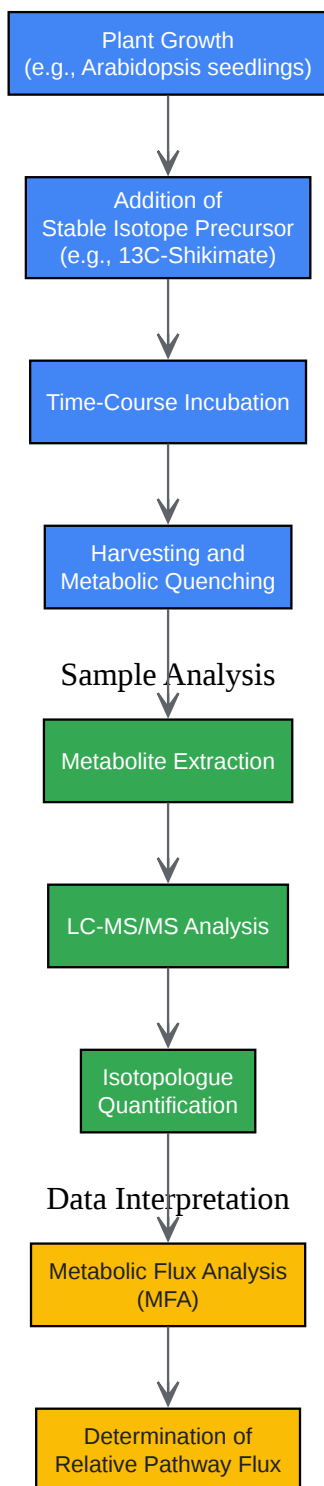 Plant Growth
(e.g., Arabidopsis seedlings)
Addition of
Stable Isotope Precursor
(e.g., 13C-Shikimate)
Time-Course Incubation
Harvesting and
Metabolic Quenching
Sample Analysis
Metabolite Extraction
LC-MS/MS Analysis
Isotopologue
Quantification
Data Interpretation
Metabolic Flux Analysis
(MFA)
Determination of
Relative Pathway Flux